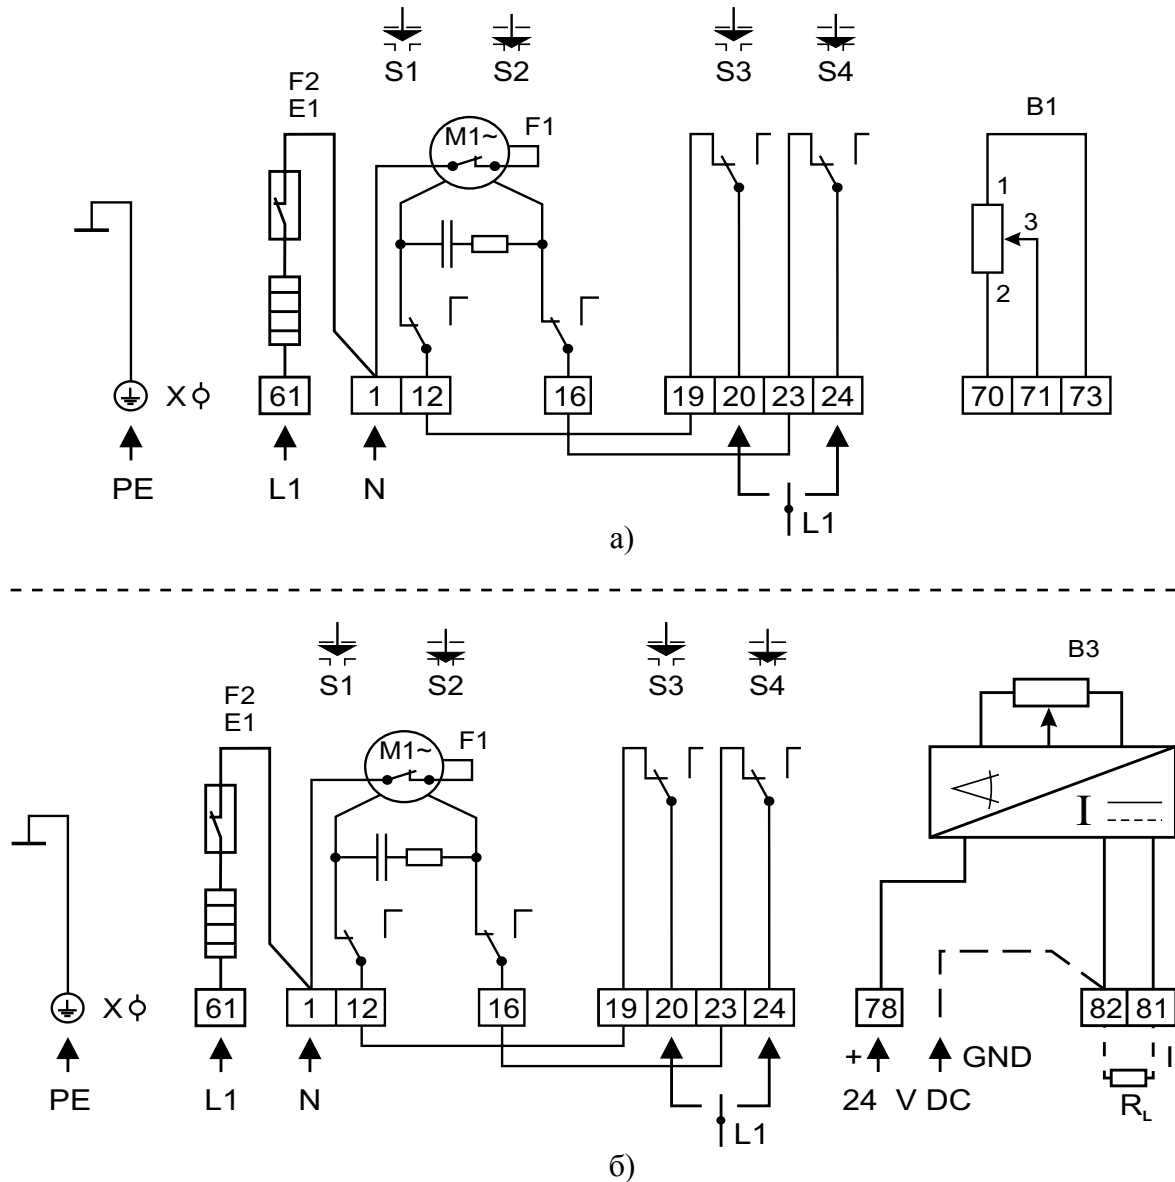 S1 S2 S3 S4
F2
E1
M1~ F1
B1
1
3
2
X
61 1 12 16 19 20 23 24 70 71 73
PE L1 N L1
а)
S1 S2 S3 S4
B3
F2
E1
M1~ F1
I
X
61 1 12 16 19 20 23 24 78 82 81
+ GND I
PE L1 N L1 24 V DC RL
б)